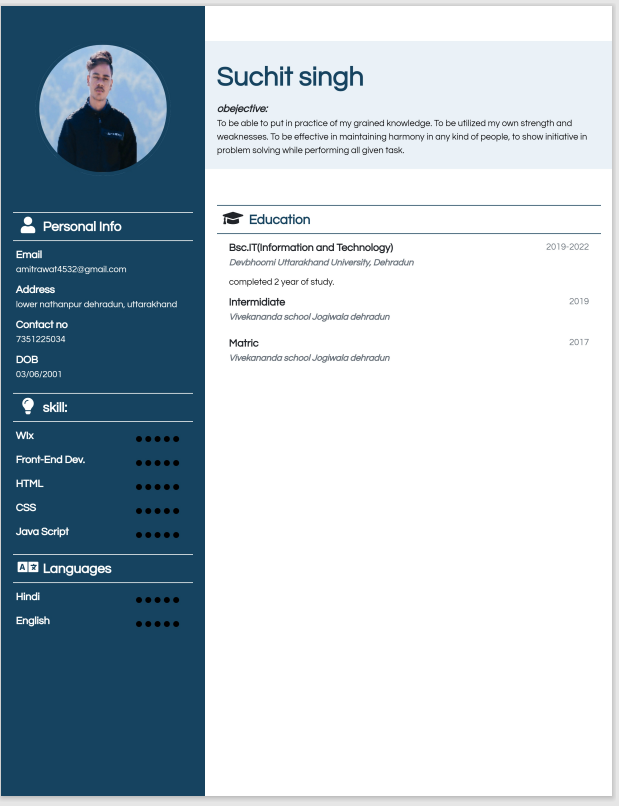 Suchit singh
obejective:
To be able to put in practice of my grained knowledge. To be utilized my own strength and
weaknesses. To be effective in maintaining harmony in any kind of people, to show initiative in
problem solving while performing all given task.
Personal Info
Email
amitrawat4532@gmail.com
Address
lower nathanpur dehradun, uttarakhand
Contact no
7351225034
DOB
03/06/2001
skill:
Wix
Front-End Dev.
HTML
CSS
Java Script
Languages
Hindi
English
Education
Bsc.IT(Information and Technology) 2019-2022
Devbhoomi Uttarakhand University, Dehradun
completed 2 year of study.
Intermidiate 2019
Vivekananda school Jogiwala dehradun
Matric 2017
Vivekananda school Jogiwala dehradun